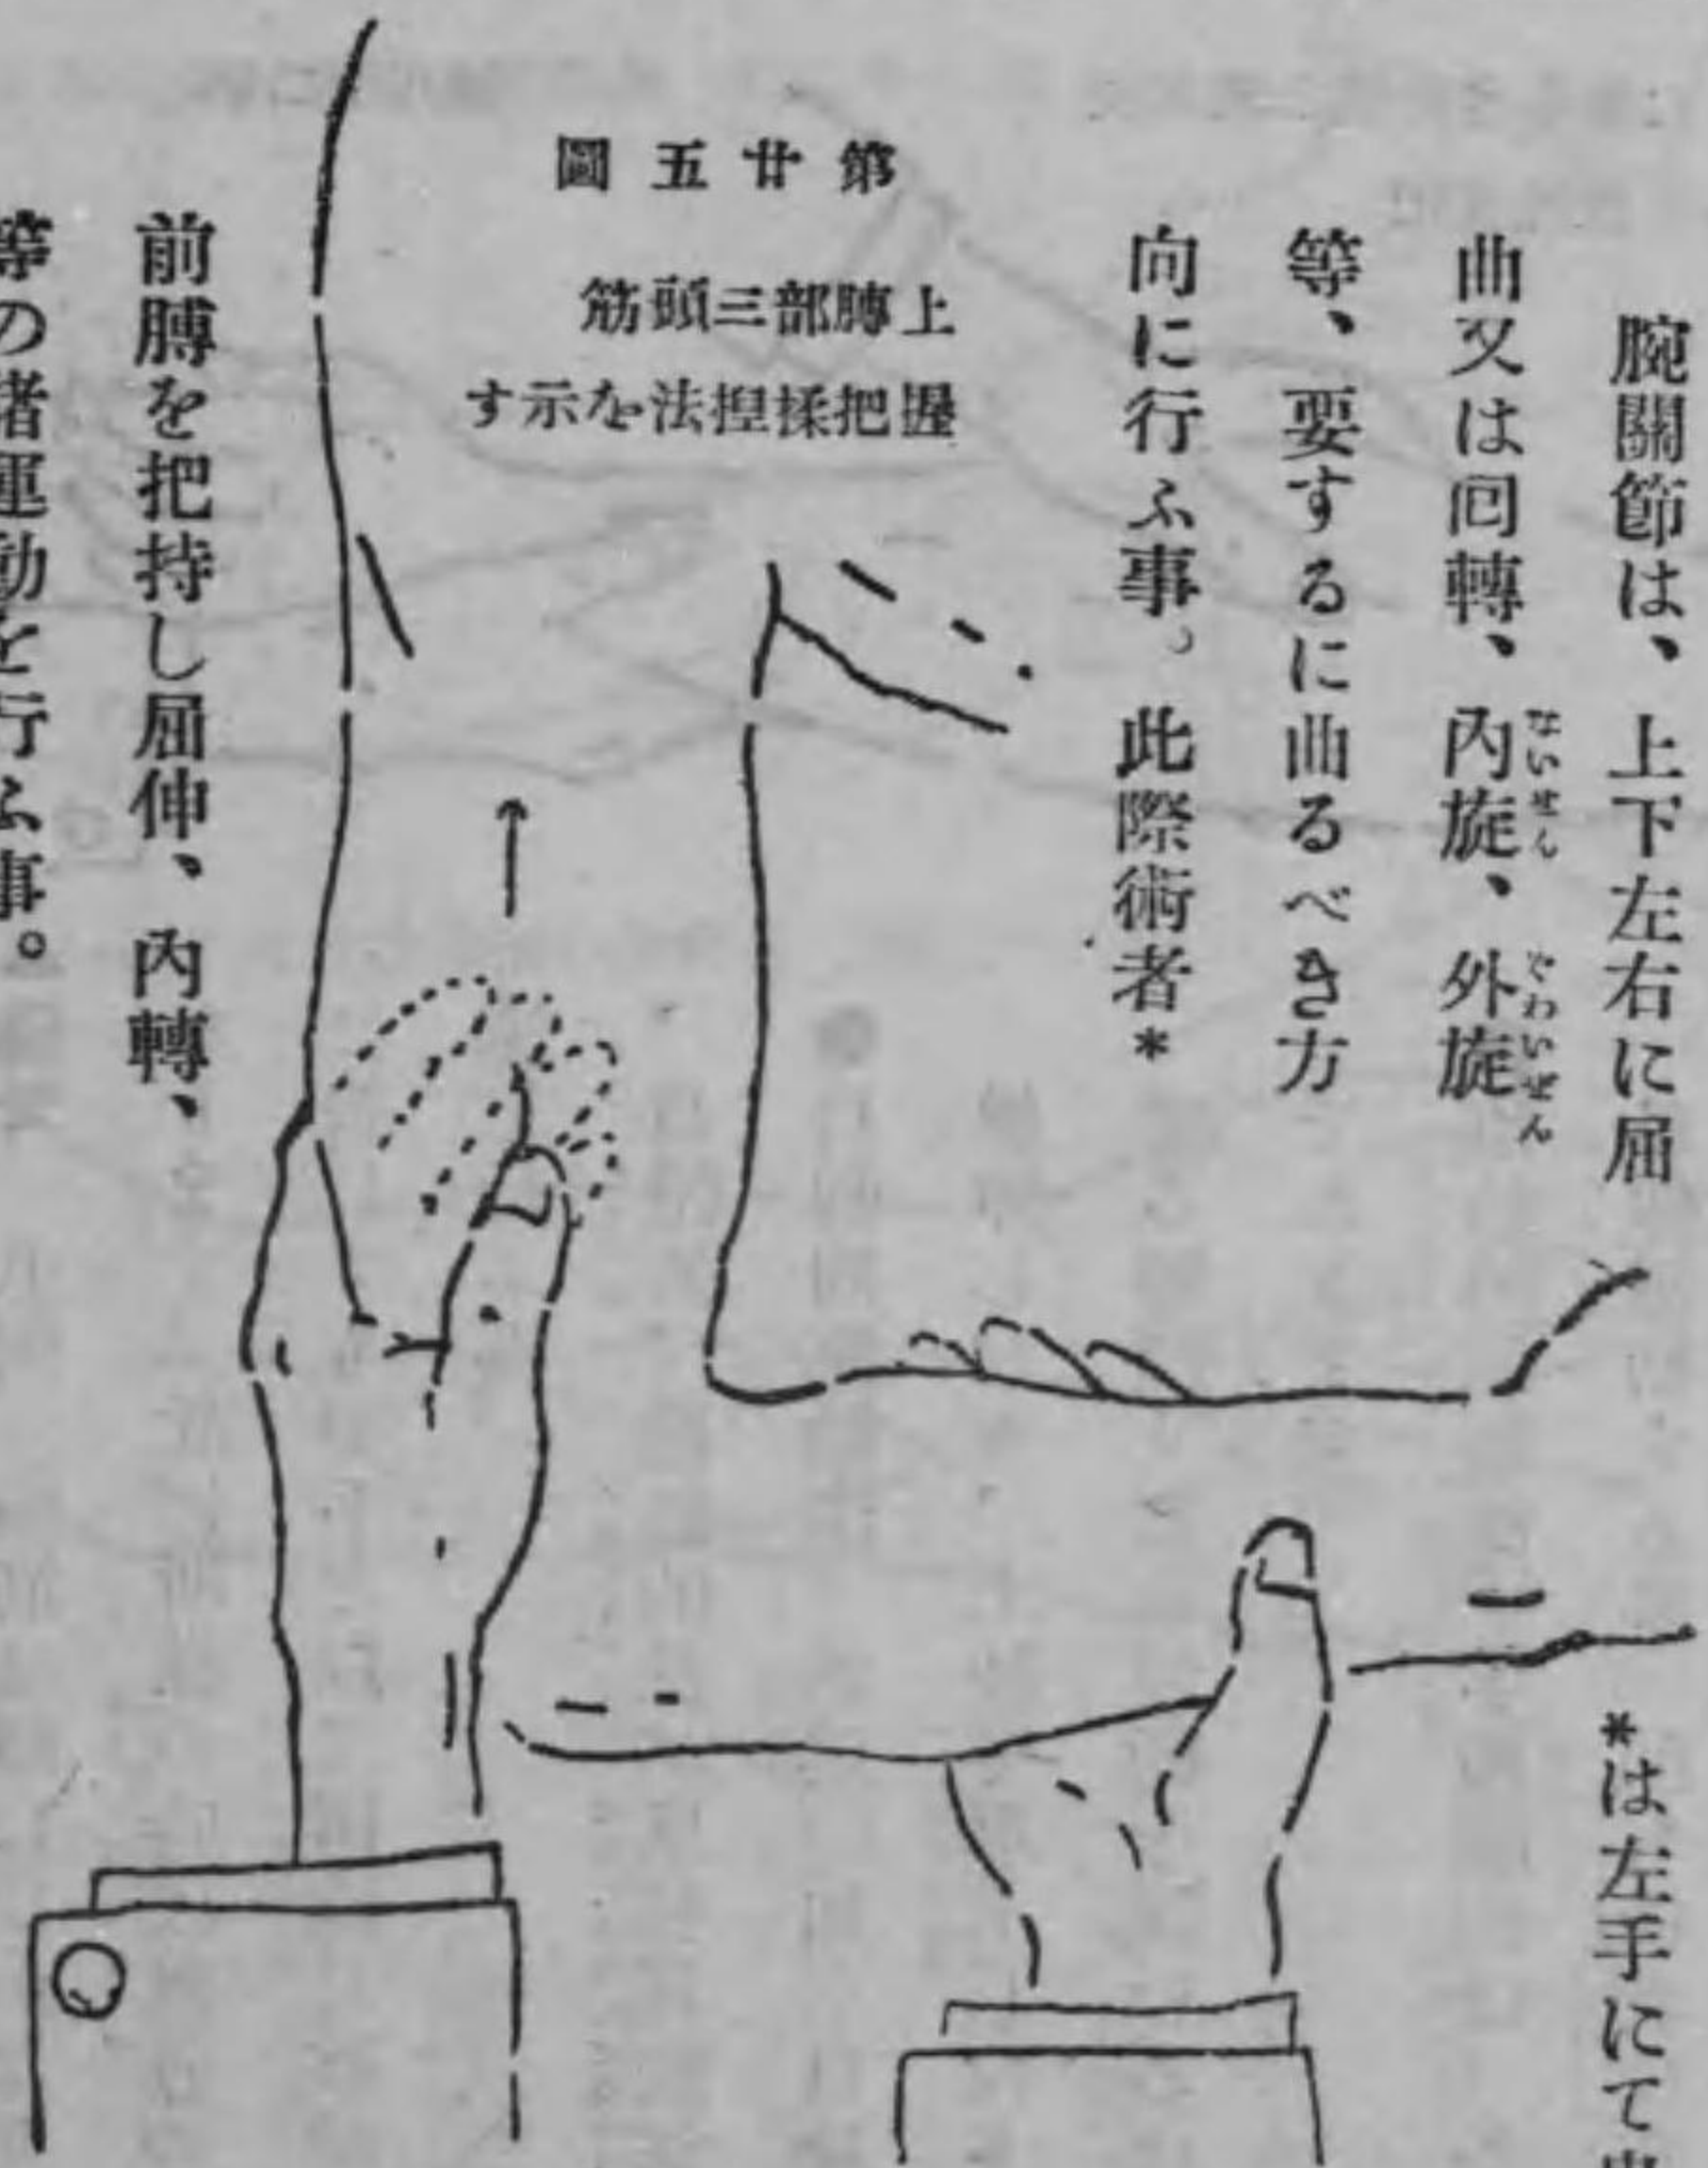 腕關節は、上下左右に屈
曲又は囘轉、內旋、外旋
等、要するに曲るべき方
向に行ふ事。此際術者*
*は左手にて
第廿五圖
上膊部三頭筋
握把揉捏法を示す
前膊を把持し屈伸、內轉、
等の諸運動を行ふ事。